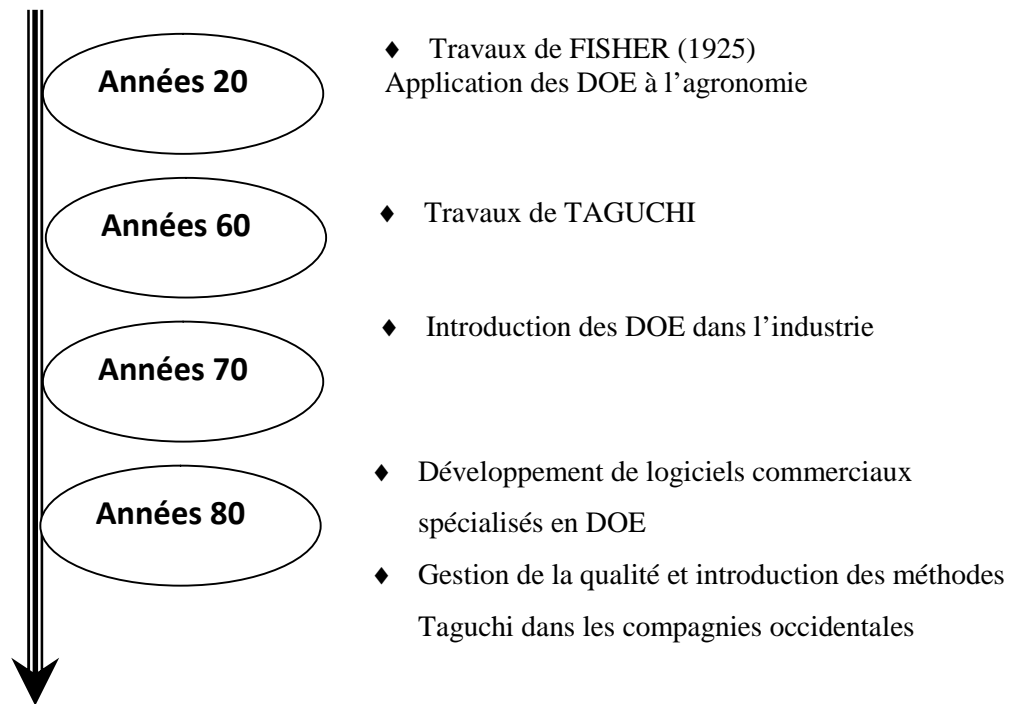 Années 20
♦ Travaux de FISHER (1925)
Application des DOE à l’agronomie
Années 60
♦ Travaux de TAGUCHI
♦ Introduction des DOE dans l’industrie
Années 70
Années 80
♦ Développement de logiciels commerciaux
spécialisés en DOE
♦ Gestion de la qualité et introduction des méthodes
Taguchi dans les compagnies occidentales